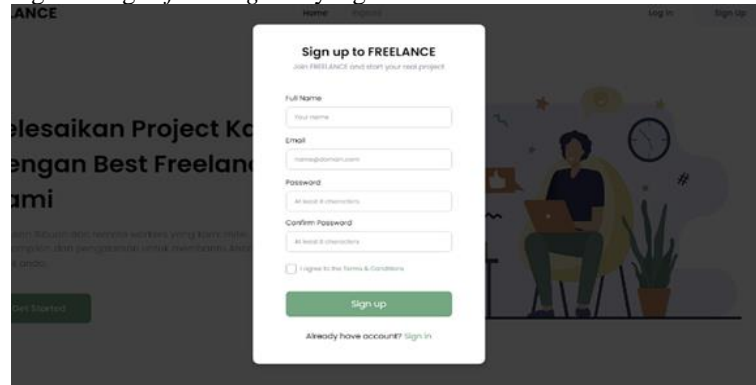 LANCE
Home
Log In
Sign Up
Sign up to FREELANCE
Join FREELANCE and start your real project
Full Name
Your name
Email
name@domain.com
Password
At least 8 characters
Confirm Password
At least 8 characters
I agree to the Terms & Conditions
Sign up
Already have account? Sign in
elesaikan Project Ka
engan Best Freelan
ami
Get Started
#